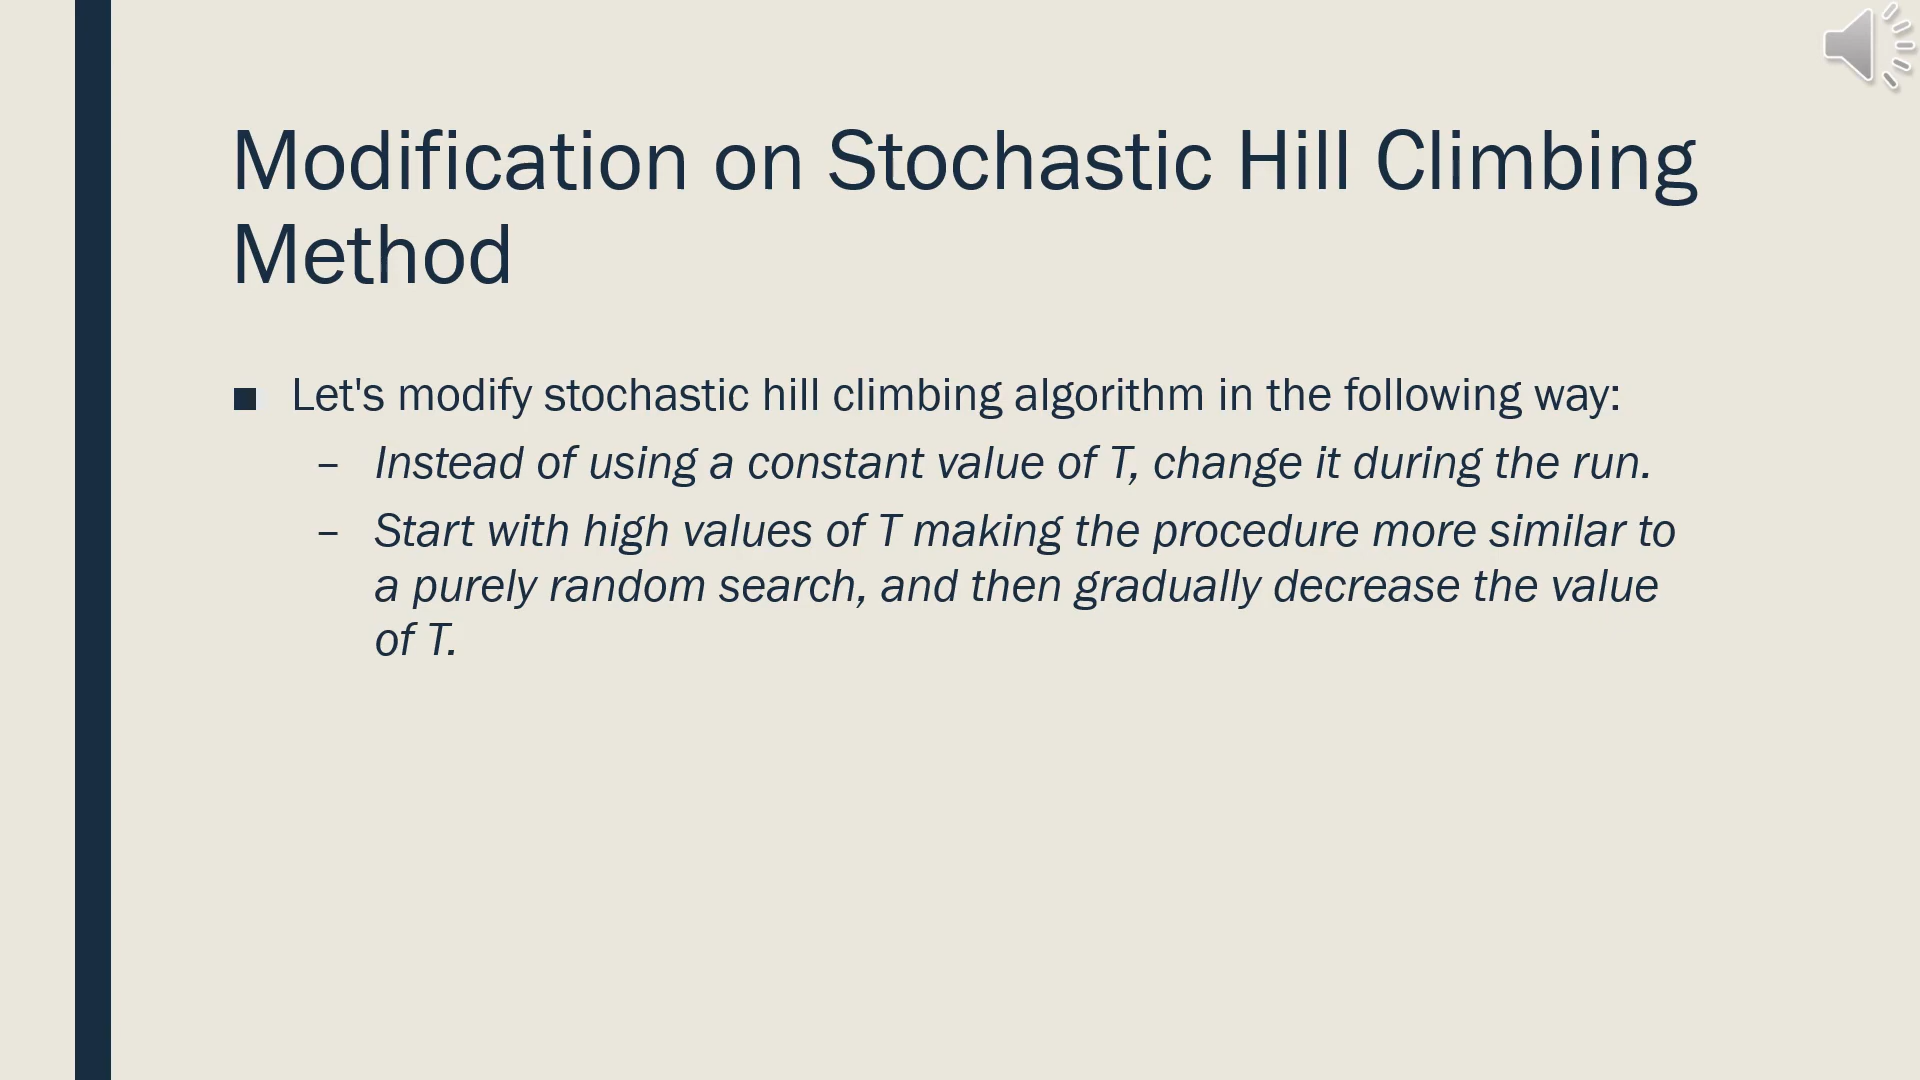 Modification on Stochastic Hill Climbing
Method
■ Let's modify stochastic hill climbing algorithm in the following way:
– Instead of using a constant value of T, change it during the run.
– Start with high values of T making the procedure more similar to
a purely random search, and then gradually decrease the value
of T.